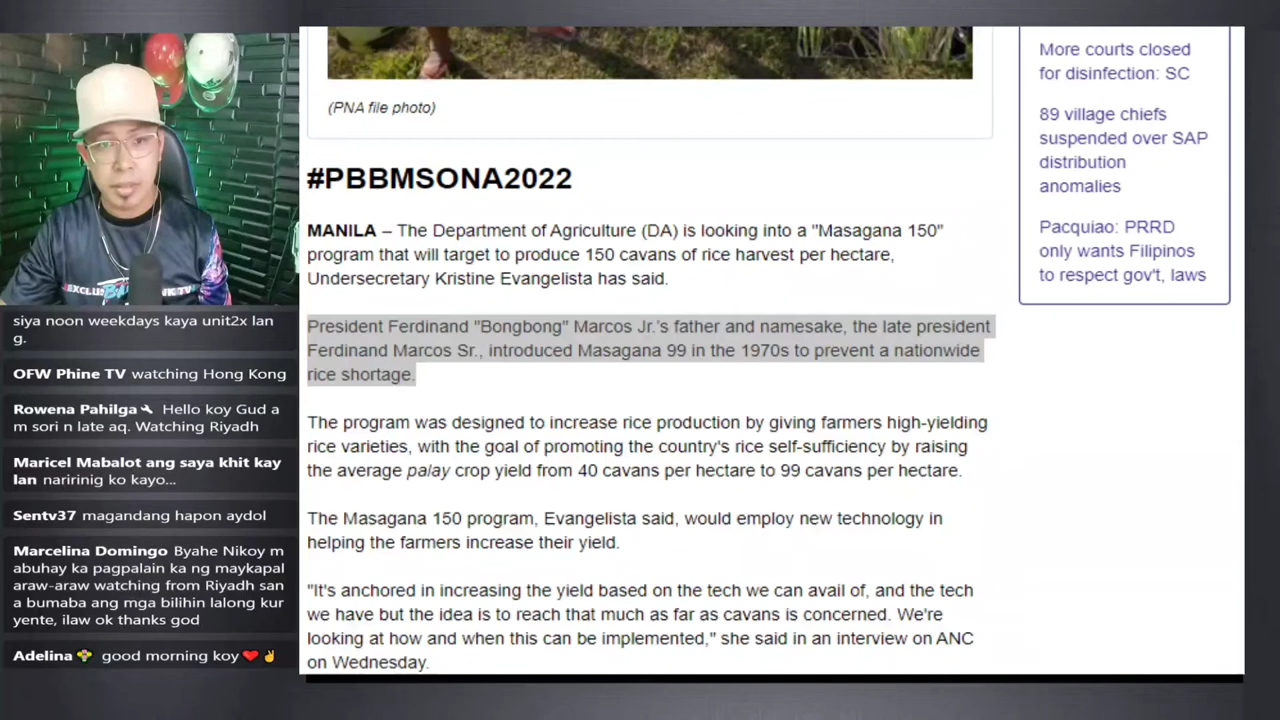 EXCLUS
NK TV
siya noon weekdays kaya unit2x lan
g.
OFW Phine TV watching Hong Kong
Rowena Pahilga Hello koy Gud a
m sori n late aq. Watching Riyadh
Maricel Mabalot ang saya khit kay
lan naririnig ko kayo...
Sentv37 magandang hapon aydol
Marcelina Domingo Byahe Nikoy m
abuhay ka pagpalain ka ng maykapal
araw-araw watching from Riyadh san
a bumaba ang mga bilihin lalong kur
yente, ilaw ok thanks god
Adelina good morning koy
(PNA file photo)
#PBBMSONA2022
MANILA – The Department of Agriculture (DA) is looking into a "Masagana 150"
program that will target to produce 150 cavans of rice harvest per hectare,
Undersecretary Kristine Evangelista has said.
President Ferdinand "Bongbong" Marcos Jr.'s father and namesake, the late president
Ferdinand Marcos Sr., introduced Masagana 99 in the 1970s to prevent a nationwide
rice shortage.
The program was designed to increase rice production by giving farmers high-yielding
rice varieties, with the goal of promoting the country's rice self-sufficiency by raising
the average palay crop yield from 40 cavans per hectare to 99 cavans per hectare.
The Masagana 150 program, Evangelista said, would employ new technology in
helping the farmers increase their yield.
"It's anchored in increasing the yield based on the tech we can avail of, and the tech
we have but the idea is to reach that much as far as cavans is concerned. We're
looking at how and when this can be implemented," she said in an interview on ANC
on Wednesday.
More courts closed
for disinfection: SC
89 village chiefs
suspended over SAP
distribution
anomalies
Pacquiao: PRRD
only wants Filipinos
to respect gov't, laws